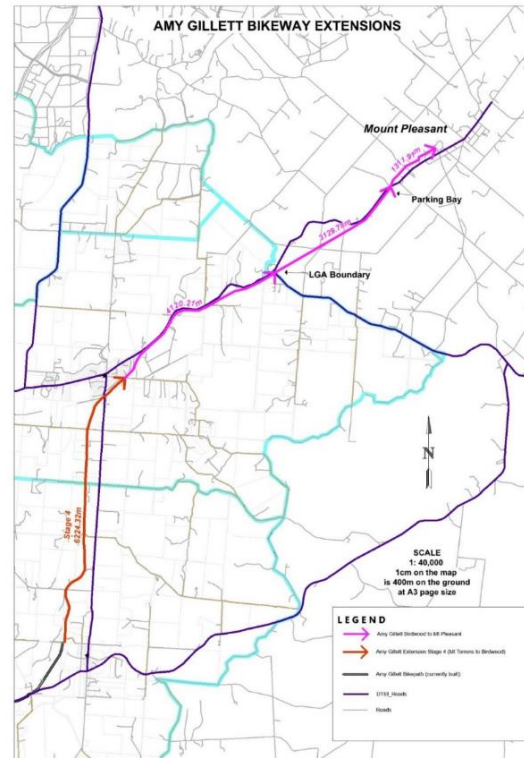 AMY GILLETT BIKEWAY EXTENSIONS
Mount Pleasant
Parking Bay
LGA Boundary
4120.21m
Stage 4
6224.32m
N
SCALE
1: 40,000
1cm on the map
is 400m on the ground
at A3 page size
LEGEND
Amy Gillett Birdwood to Mt Pleasant
Amy Gillett Extension Stage 4 (Mt Torrens to Birdwood)
Amy Gillett Bikepath (currently built)
Roads